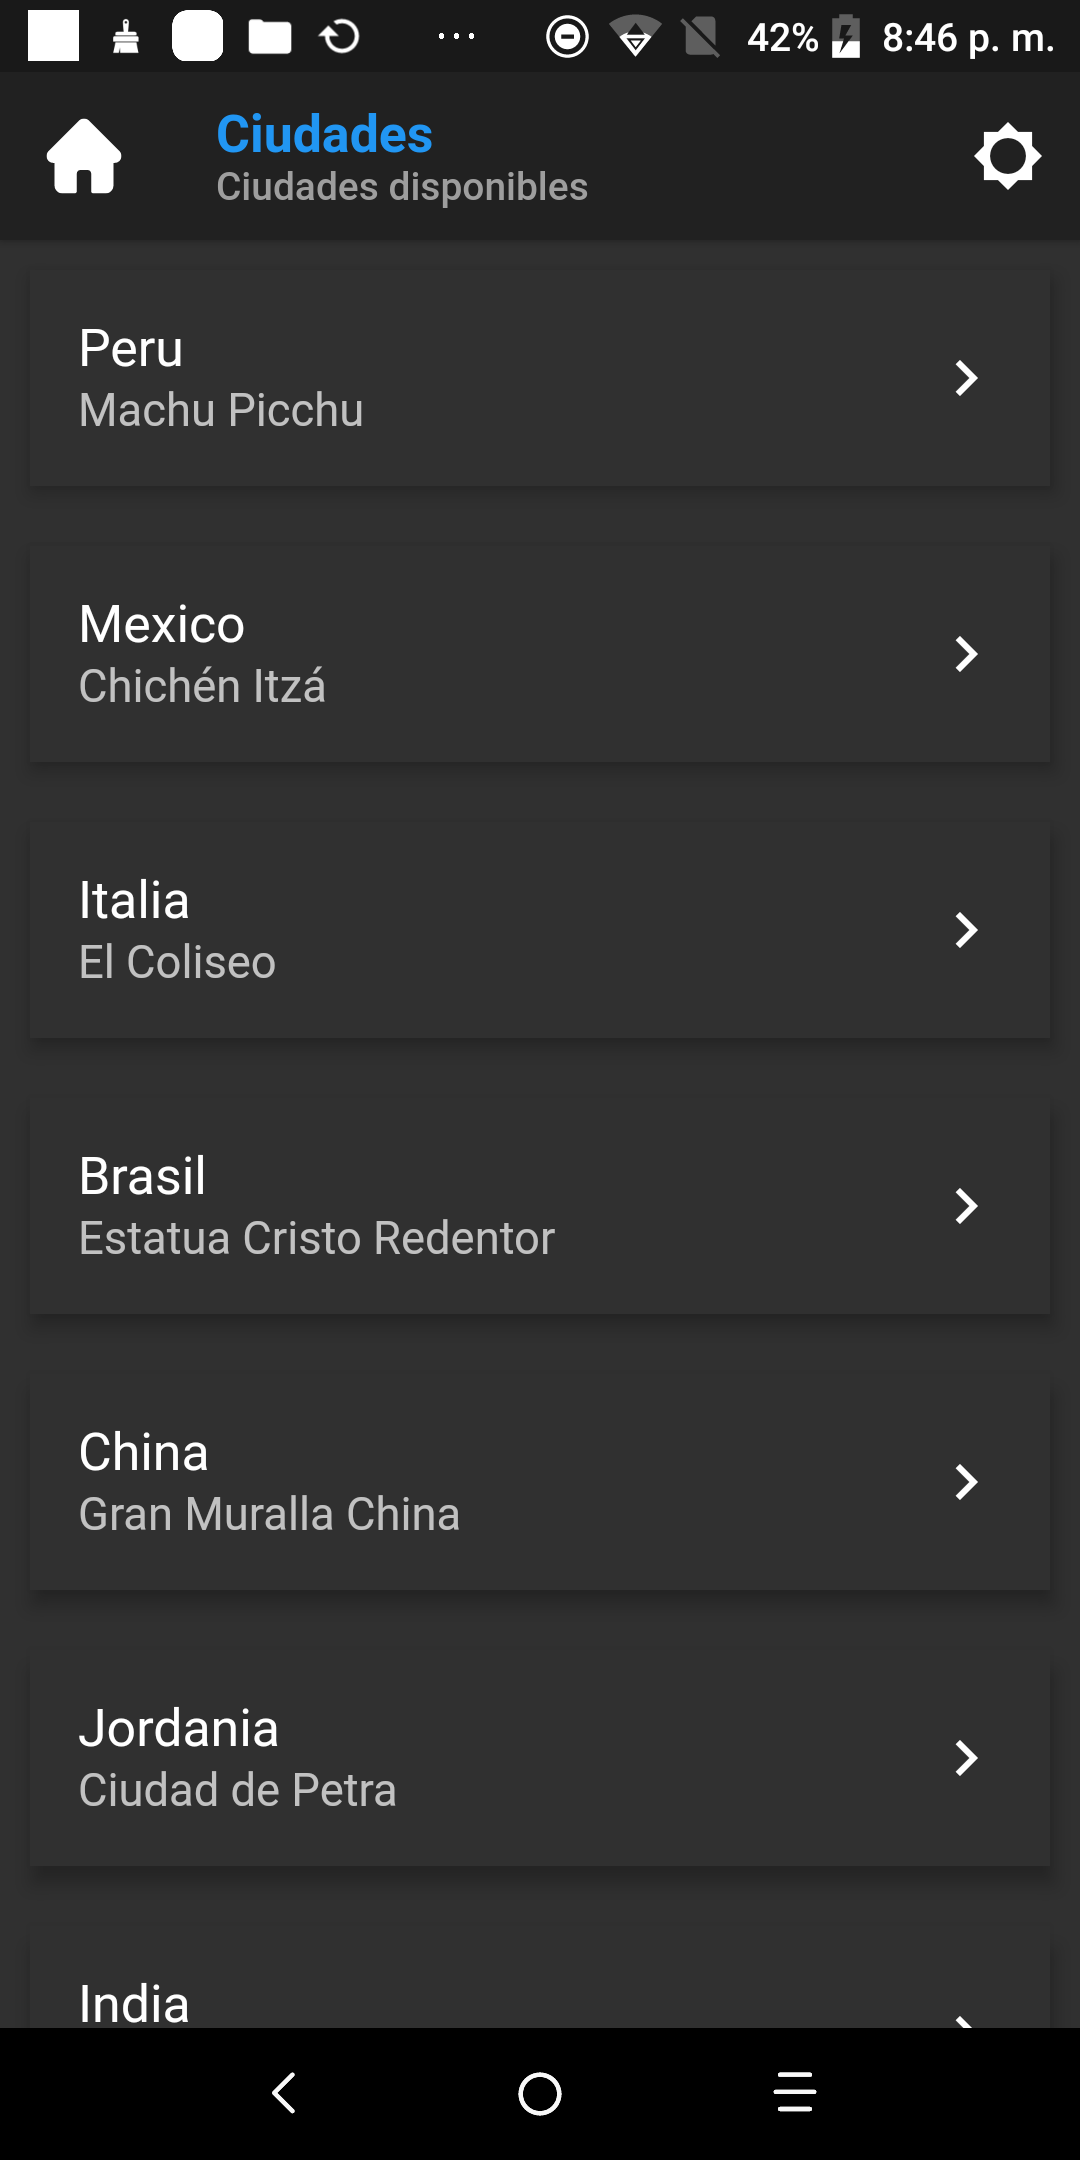 42% 8:46 p. m.
Ciudades
Ciudades disponibles
Peru
Machu Picchu
Mexico
Chichén Itzá
Italia
El Coliseo
Brasil
Estatua Cristo Redentor
China
Gran Muralla China
Jordania
Ciudad de Petra
India